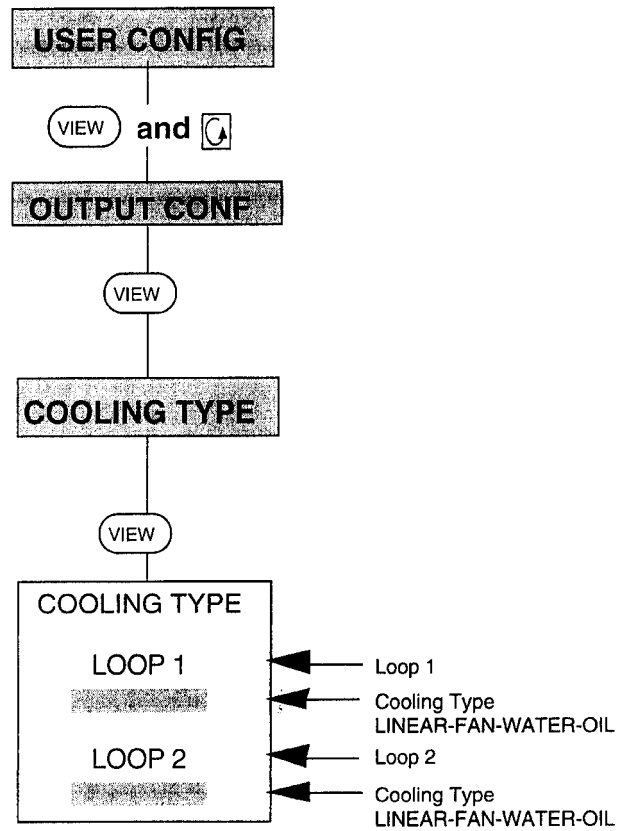 USER CONFIG
VIEW and
OUTPUT CONF
VIEW
COOLING TYPE
VIEW
COOLING TYPE
LOOP 1
Loop 1
Cooling Type
LINEAR-FAN-WATER-OIL
LOOP 2
Loop 2
Cooling Type
LINEAR-FAN-WATER-OIL